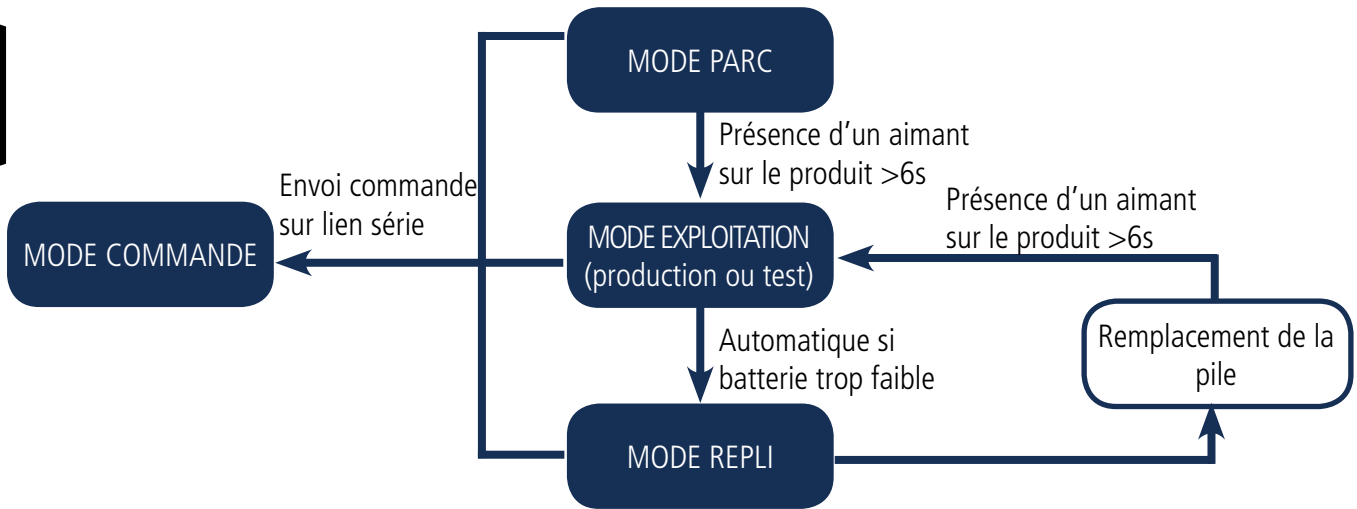 MODE PARC
Présence d'un aimant
sur le produit >6s
Envoi commande
sur lien série
Présence d'un aimant
sur le produit >6s
MODE COMMANDE
MODE EXPLOITATION
(production ou test)
Automatique si
batterie trop faible
Remplacement de la
pile
MODE REPLI